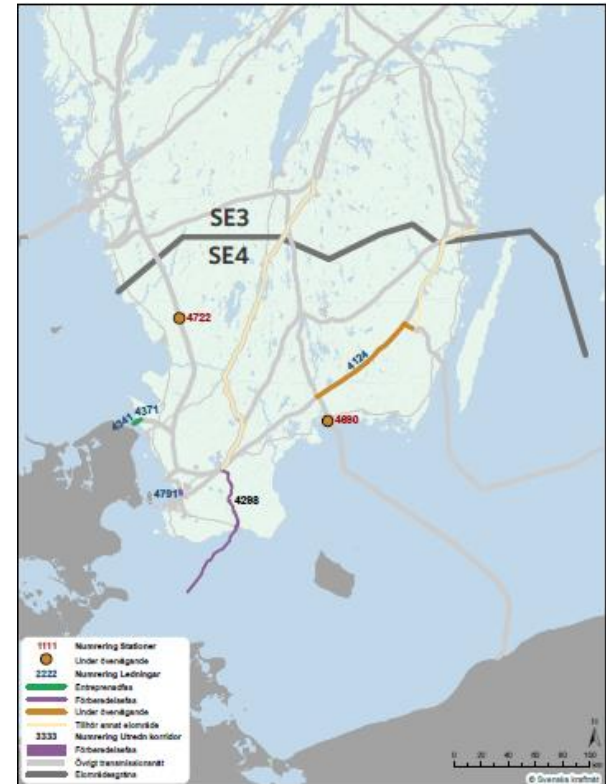 SE3
SE4
4722
4124
4341 4371
4690
4791
4298
1111 Numrering Stationer
Under övervägande
2222 Numrering Ledningar
Entreprenadfas
Förberedelsefas
Under övervägande
Tillhör annat elområde
3333 Numrering Utredn korridor
Förberedelsefas
Övrigt transmissionsnät
Elområdesgräns
N
0 20 40 60 80 100
© Svenska kraftnät